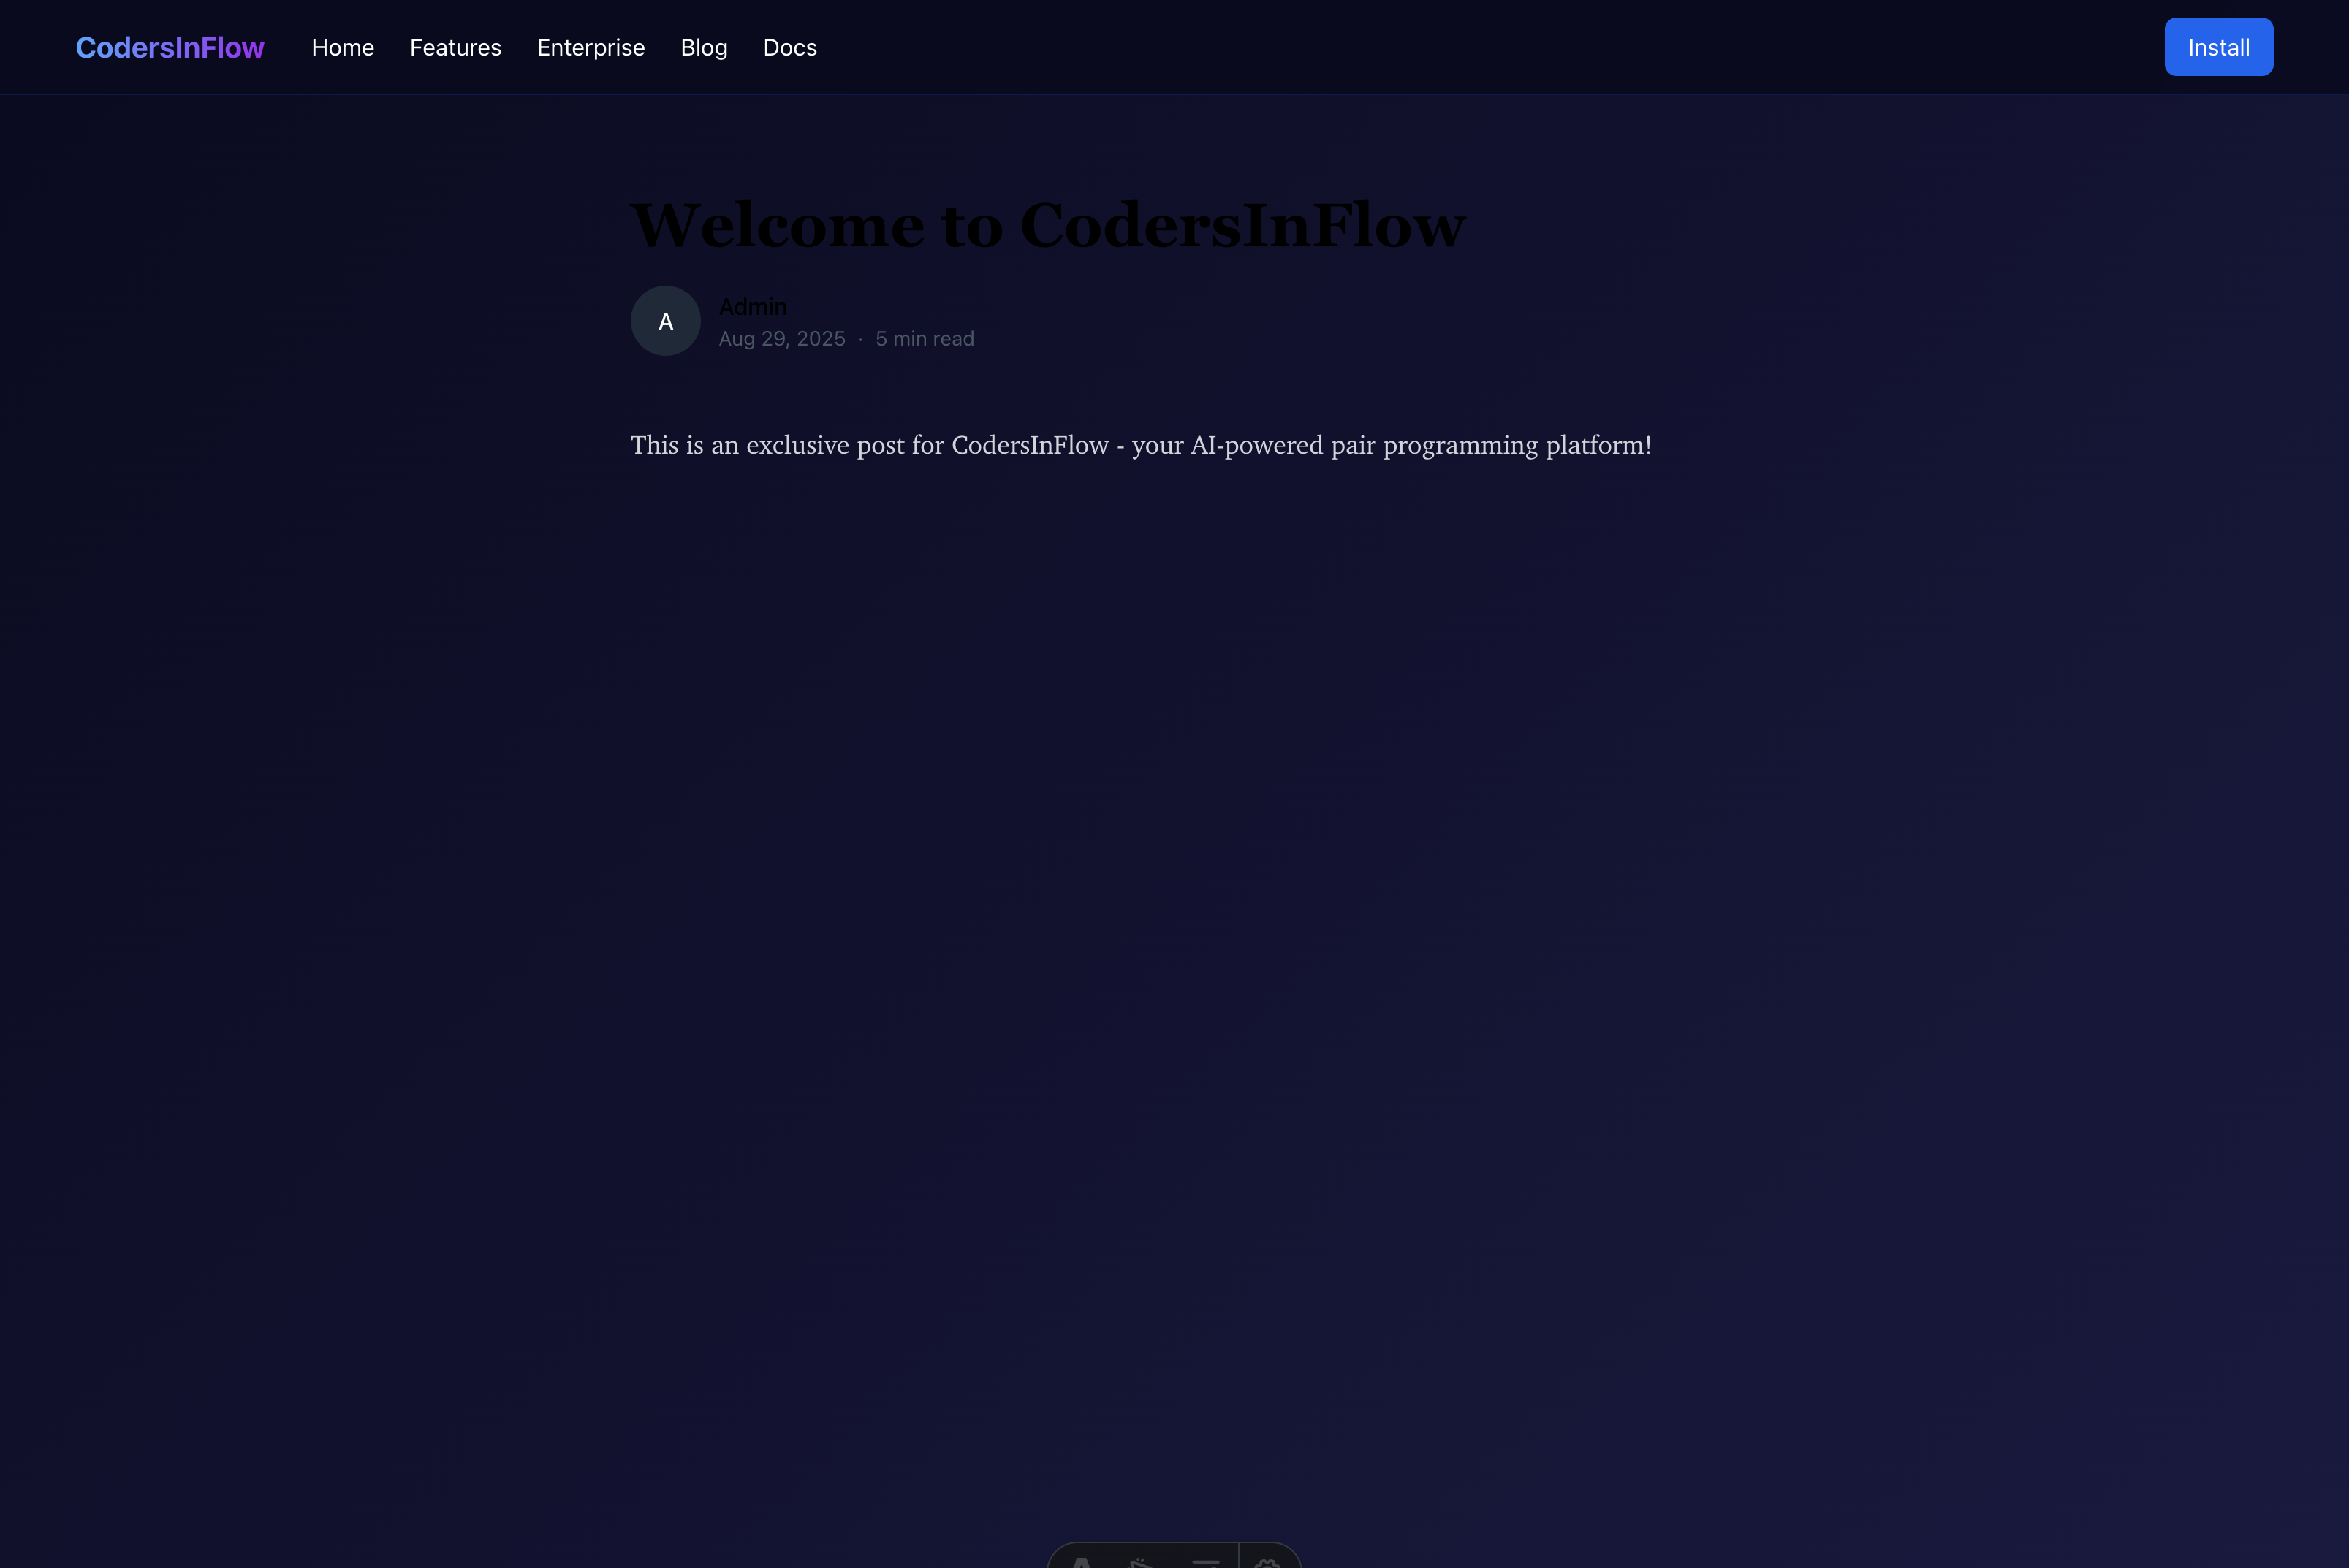 CodersInFlow Home Features Enterprise Blog Docs Install
Welcome to CodersInFlow
A
Admin
Aug 29, 2025 · 5 min read
This is an exclusive post for CodersInFlow - your AI-powered pair programming platform!